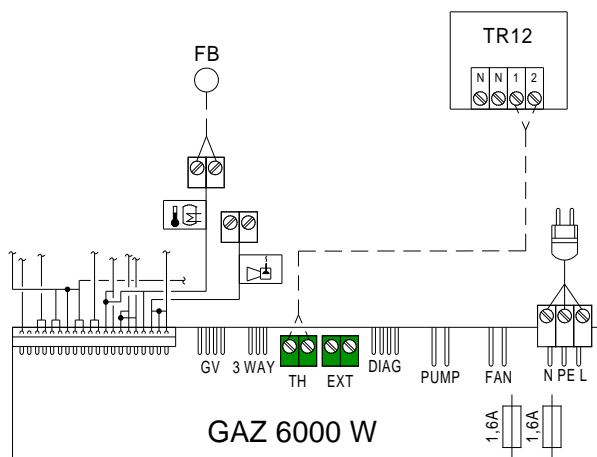 TR12
N N 1 2
FB
GV 3 WAY TH EXT DIAG PUMP FAN N PE L
GAZ 6000 W
1,6A 1,6A